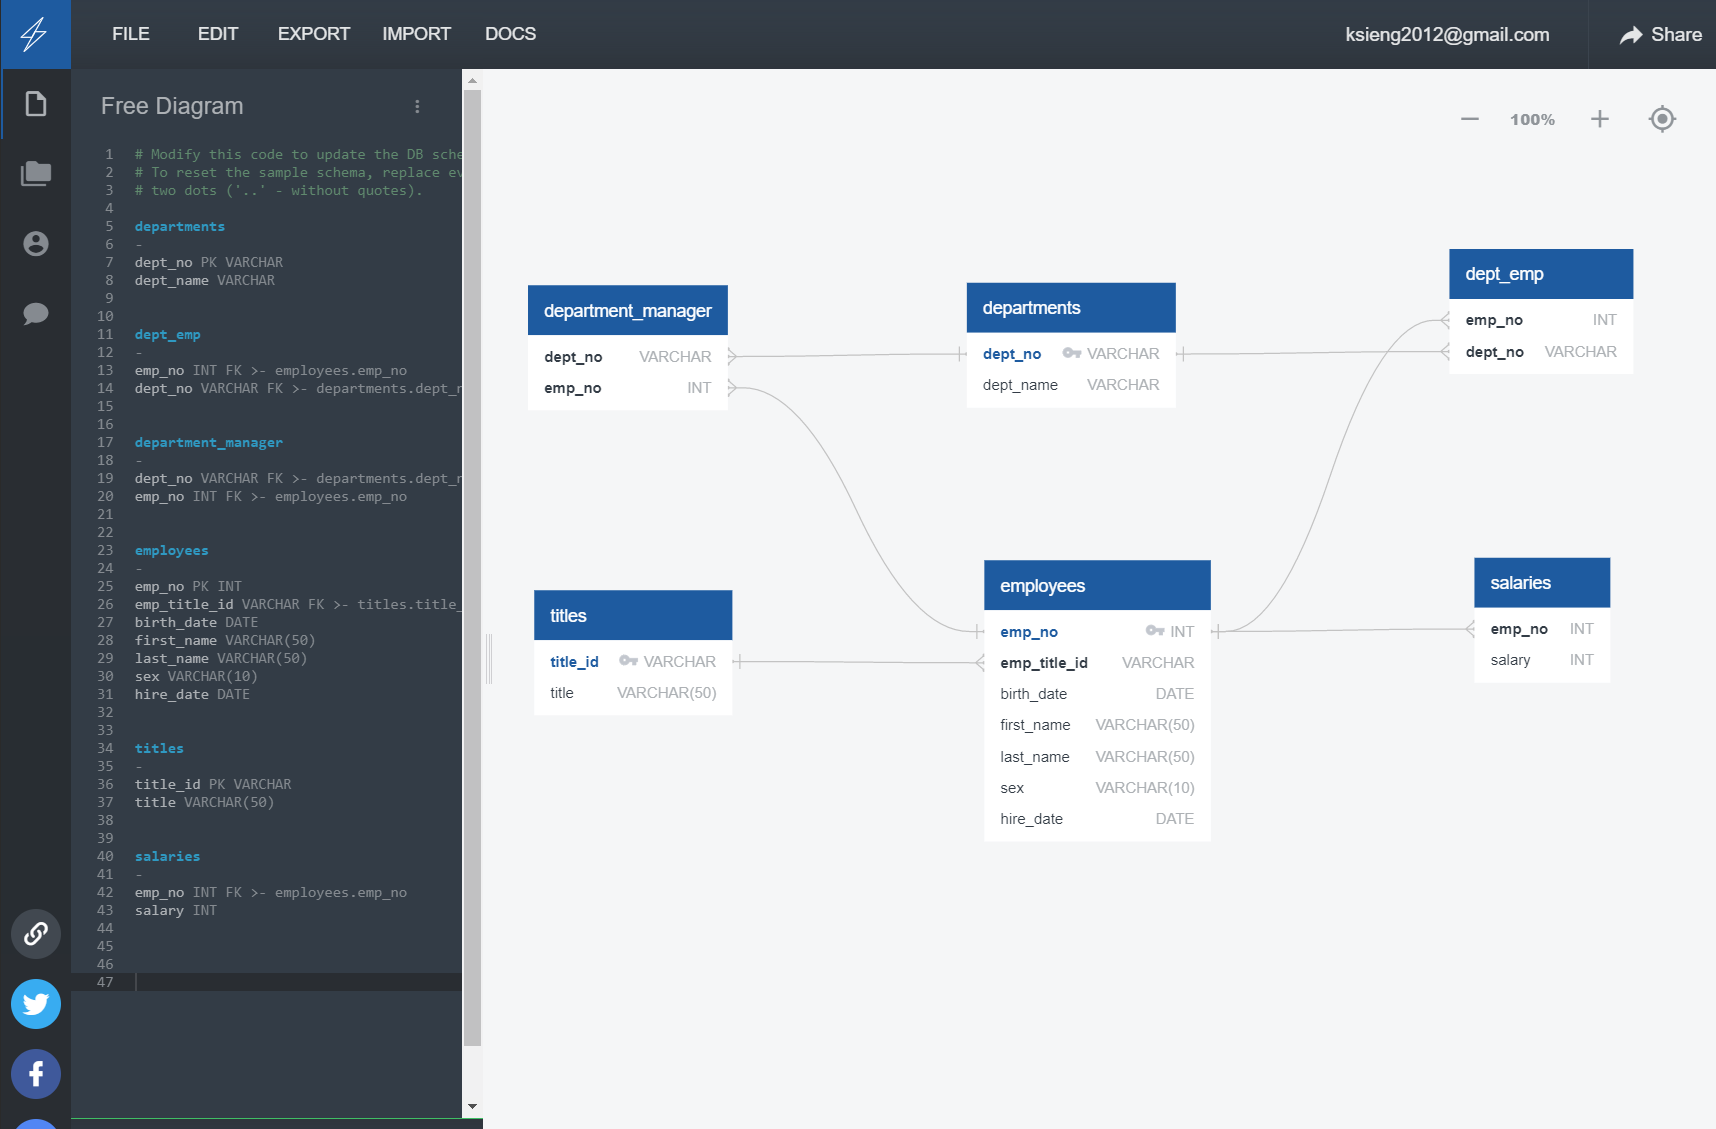 FILE EDIT EXPORT IMPORT DOCS
ksieng2012@gmail.com Share
Free Diagram
1 # Modify this code to update the DB sche
2 # To reset the sample schema, replace ev
3 # two dots ('..' - without quotes).
4
5 departments
6 -
7 dept_no PK VARCHAR
8 dept_name VARCHAR
9
10
11 dept_emp
12 -
13 emp_no INT FK >- employees.emp_no
14 dept_no VARCHAR FK >- departments.dept_n
15
16
17 department_manager
18 -
19 dept_no VARCHAR FK >- departments.dept_n
20 emp_no INT FK >- employees.emp_no
21
22
23 employees
24 -
25 emp_no PK INT
26 emp_title_id VARCHAR FK >- titles.title_
27 birth_date DATE
28 first_name VARCHAR(50)
29 last_name VARCHAR(50)
30 sex VARCHAR(10)
31 hire_date DATE
32
33
34 titles
35 -
36 title_id PK VARCHAR
37 title VARCHAR(50)
38
39
40 salaries
41 -
42 emp_no INT FK >- employees.emp_no
43 salary INT
44
45
46
47
100%
department_manager
dept_no VARCHAR
emp_no INT
departments
dept_no VARCHAR
dept_name VARCHAR
dept_emp
emp_no INT
dept_no VARCHAR
titles
title_id VARCHAR
title VARCHAR(50)
employees
emp_no INT
emp_title_id VARCHAR
birth_date DATE
first_name VARCHAR(50)
last_name VARCHAR(50)
sex VARCHAR(10)
hire_date DATE
salaries
emp_no INT
salary INT